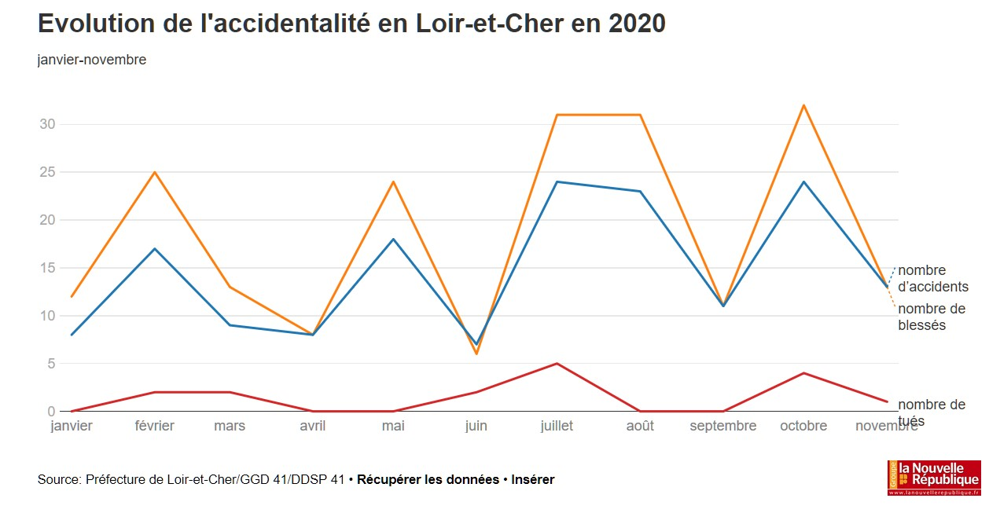 Evolution de l'accidentalité en Loir-et-Cher en 2020
janvier-novembre
30
25
20
15
10
5
0
nombre
d’accidents
nombre de
blessés
nombre de
tués
janvier février mars avril mai juin juillet août septembre octobre novembre
Source: Préfecture de Loir-et-Cher/GGD 41/DDSP 41 • Récupérer les données • Insérer
Groupe
la Nouvelle
République
www.lanouvellerepublique.fr